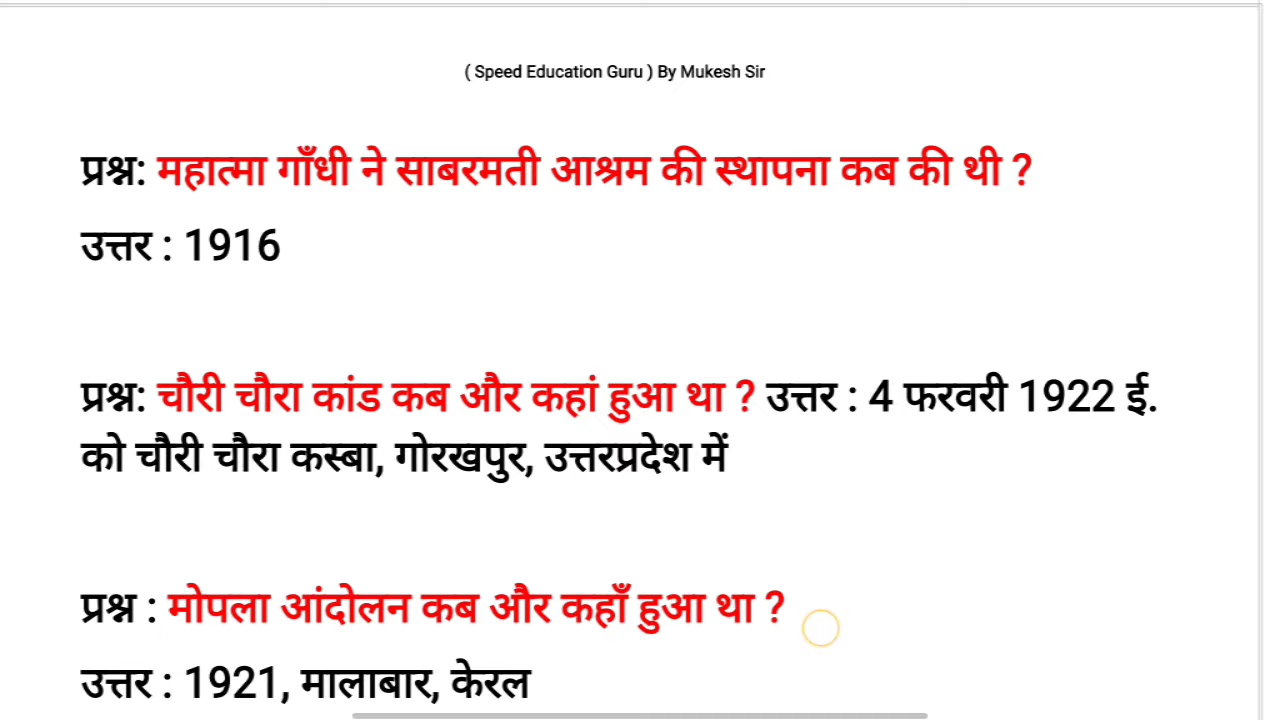 ( Speed Education Guru ) By Mukesh Sir
प्रश्न: महात्मा गाँधी ने साबरमती आश्रम की स्थापना कब की थी ?
उत्तर : 1916
प्रश्न: चौरी चौरा कांड कब और कहां हुआ था ? उत्तर : 4 फरवरी 1922 ई.
को चौरी चौरा कस्बा, गोरखपुर, उत्तरप्रदेश में
प्रश्न : मोपला आंदोलन कब और कहाँ हुआ था ?
उत्तर : 1921, मालाबार, केरल